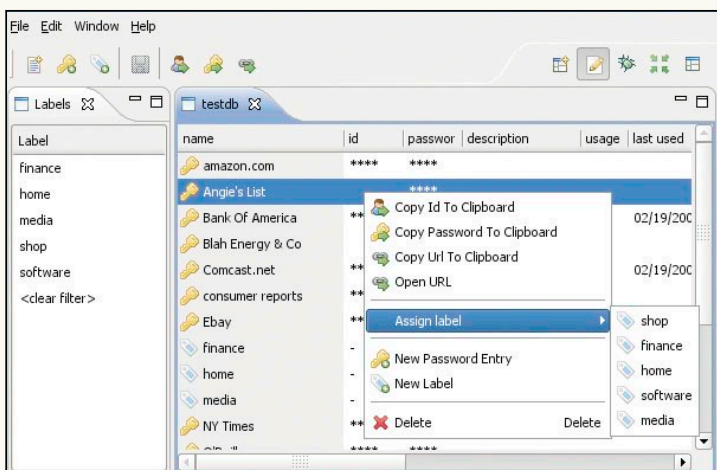 File Edit Window Help
Labels
testdb
Label
finance
home
media
shop
software
<clear filter>
name id passwor description usage last used
amazon.com **** ****
Angie's List ****
Bank Of America ** 02/19/200
Blah Energy & Co
Comcast.net ** 02/19/200
consumer reports **
Ebay **
finance -
home -
media -
NY Times **
Copy Id To Clipboard
Copy Password To Clipboard
Copy Url To Clipboard
Open URL
Assign label
New Password Entry
New Label
Delete Delete
shop
finance
home
software
media